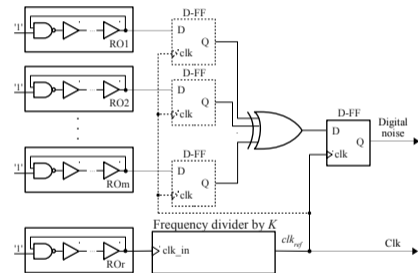 D-FF
'1'
RO1
D
Q
clk
D-FF
'1'
RO2
D
Q
clk
D-FF
D
Q
clk
Digital
noise
D-FF
'1'
ROm
D
Q
clk
Frequency divider by K
'1'
ROr
clk_in
clk_ref
Clk